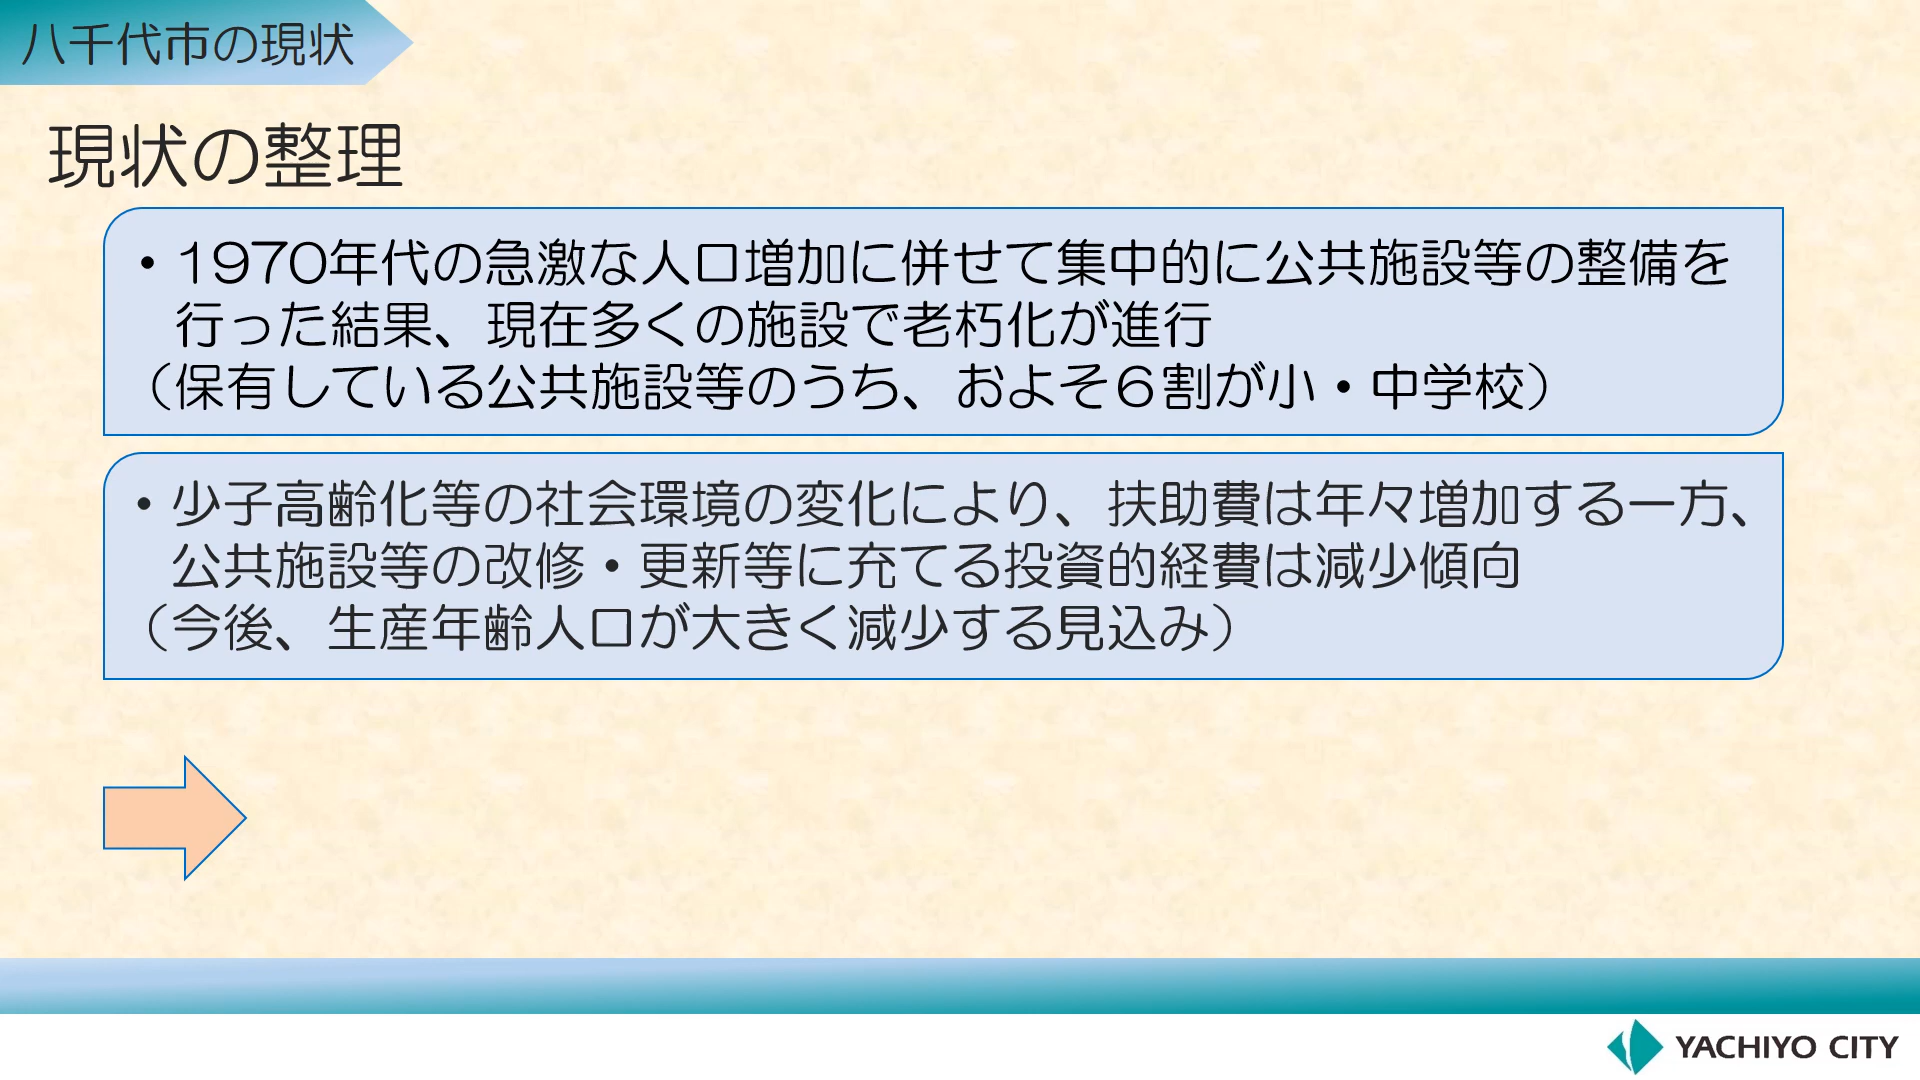 八千代市の現状
現状の整理
・1970年代の急激な人口増加に併せて集中的に公共施設等の整備を
行った結果、現在多くの施設で老朽化が進行
（保有している公共施設等のうち、およそ６割が小・中学校）
・少子高齢化等の社会環境の変化により、扶助費は年々増加する一方、
公共施設等の改修・更新等に充てる投資的経費は減少傾向
（今後、生産年齢人口が大きく減少する見込み）
YACHIYO CITY